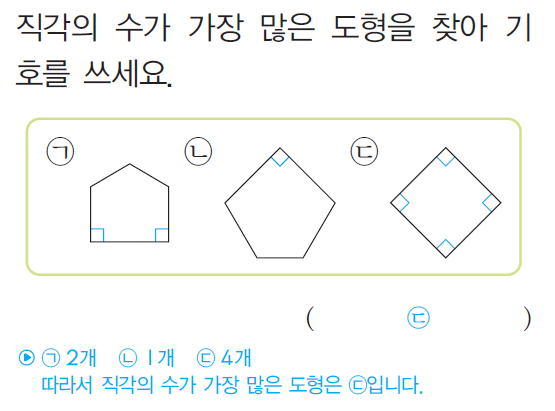 직각의 수가 가장 많은 도형을 찾아 기
호를 쓰세요.
㉠ ㉡ ㉢
( ㉢ )
▶ ㉠ 2개 ㉡ 1개 ㉢ 4개
따라서 직각의 수가 가장 많은 도형은 ㉢입니다.